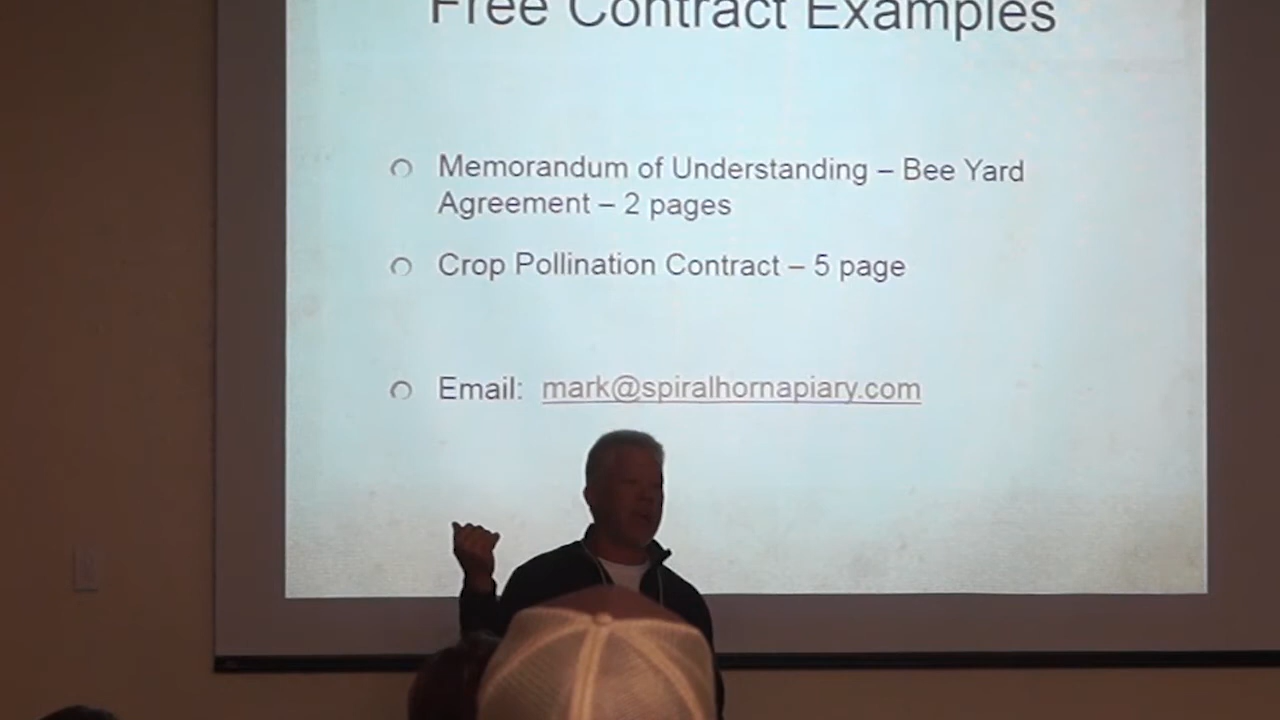 Free Contract Examples
Memorandum of Understanding – Bee Yard
Agreement – 2 pages
Crop Pollination Contract – 5 page
Email: mark@spiralhornapiary.com